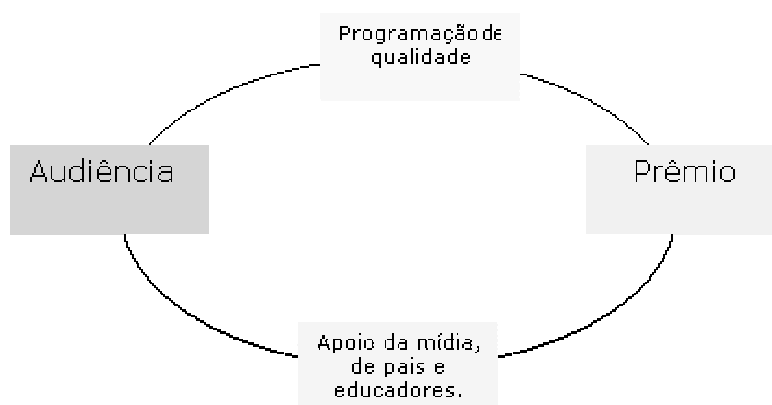 Programação de
qualidade
Audiência
Prêmio
Apoio da mídia,
de pais e
educadores.